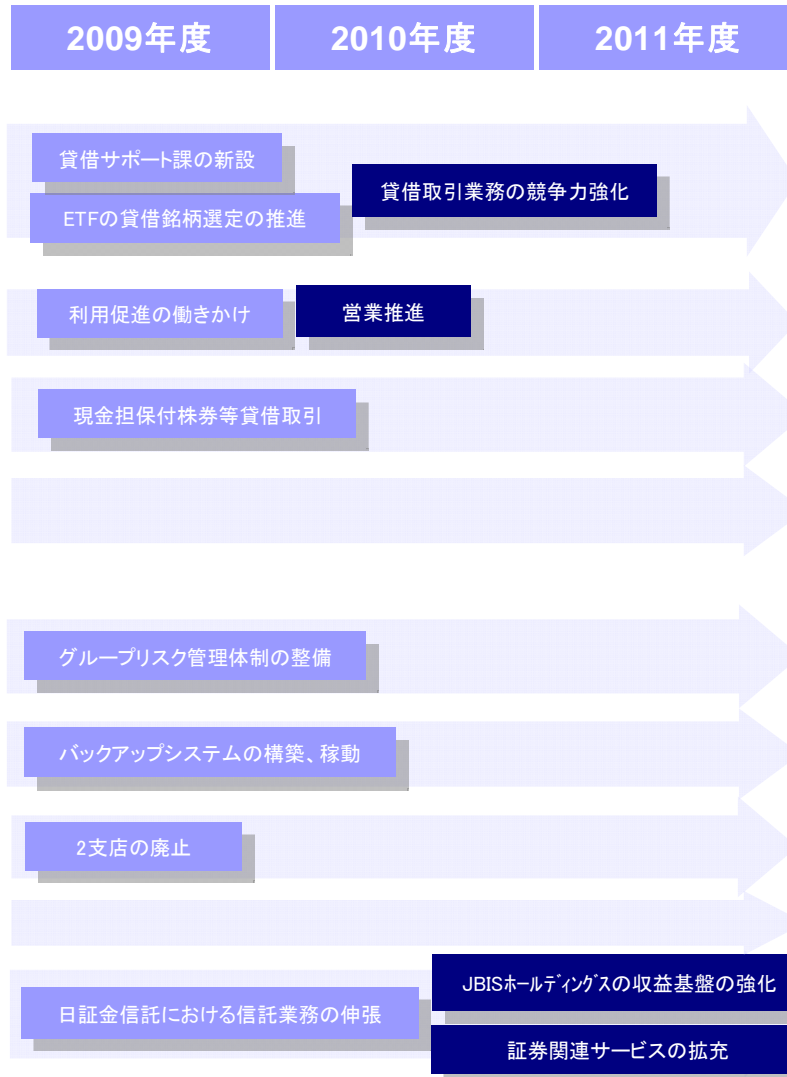 2009年度
2010年度
2011年度
貸借サポート課の新設
貸借取引業務の競争力強化
ETFの貸借銘柄選定の推進
利用促進の働きかけ
営業推進
現金担保付株券等貸借取引
グループリスク管理体制の整備
バックアップシステムの構築、稼動
2支店の廃止
JBISホールディングスの収益基盤の強化
日証金信託における信託業務の伸張
証券関連サービスの拡充